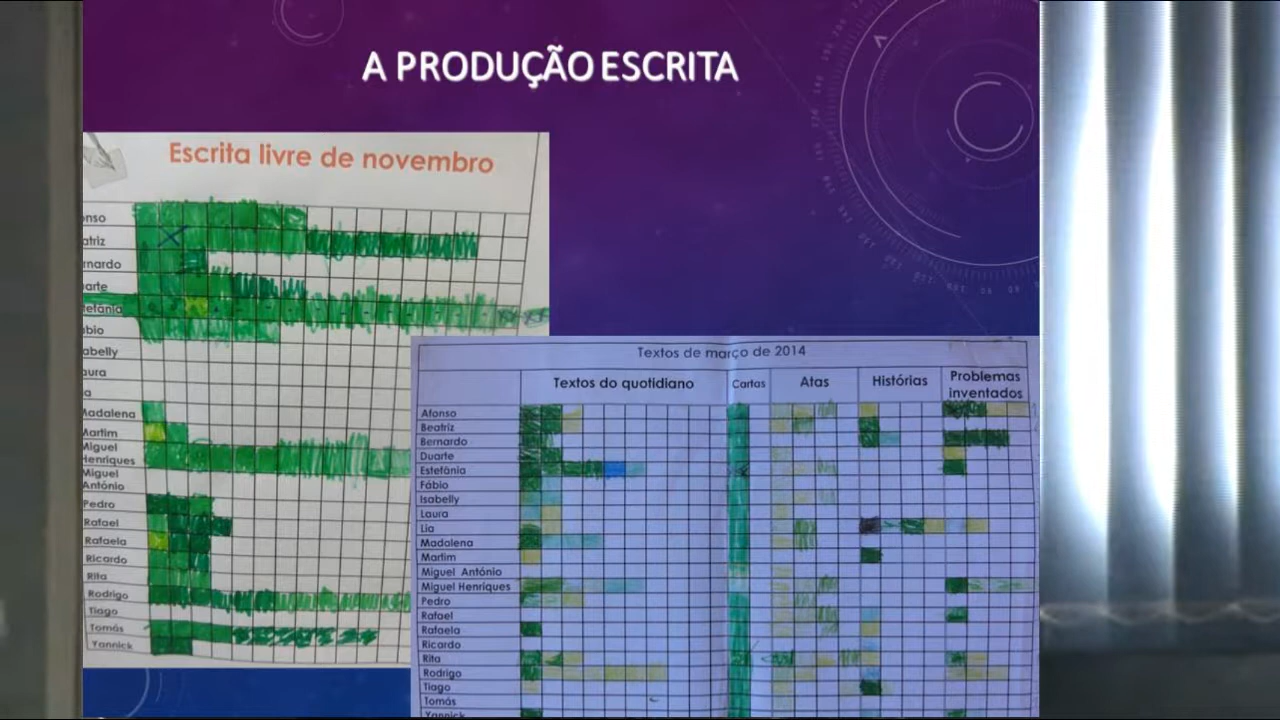 A PRODUÇÃO ESCRITA
Escrita livre de novembro
Madalena
Martim
Miguel
Henriques
Miguel
António
Pedro
Rafael
Rafaela
Ricardo
Rita
Rodrigo
Tiago
Tomás
Yannick
Textos de março de 2014
Textos do quotidiano Cartas Atas Histórias Problemas
inventados
Afonso
Beatriz
Bernardo
Duarte
Estefânia
Fábio
Isabelly
Laura
Lia
Madalena
Martim
Miguel António
Miguel Henriques
Pedro
Rafael
Rafaela
Ricardo
Rita
Rodrigo
Tiago
Tomás
Yannick